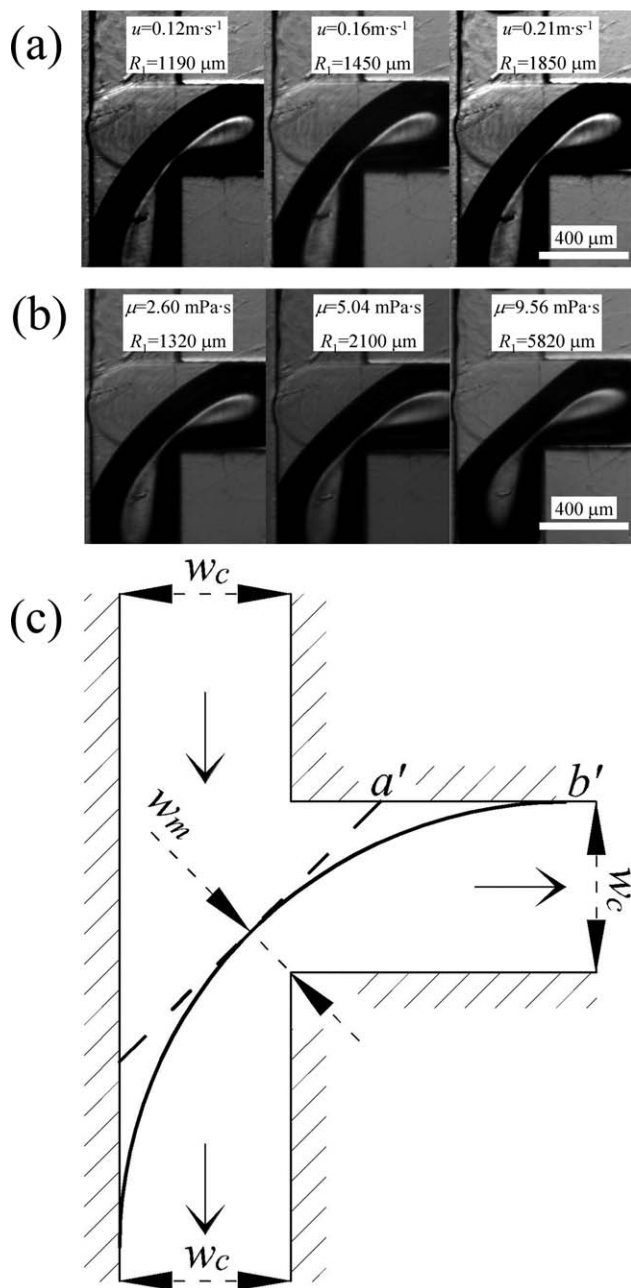 (a)
u=0.12m·s⁻¹
R₁=1190 μm
u=0.16m·s⁻¹
R₁=1450 μm
u=0.21m·s⁻¹
R₁=1850 μm
400 μm
(b)
μ=2.60 mPa·s
R₁=1320 μm
μ=5.04 mPa·s
R₁=2100 μm
μ=9.56 mPa·s
R₁=5820 μm
400 μm
(c)
w_c
a'
b'
w_m
w_c
w_c